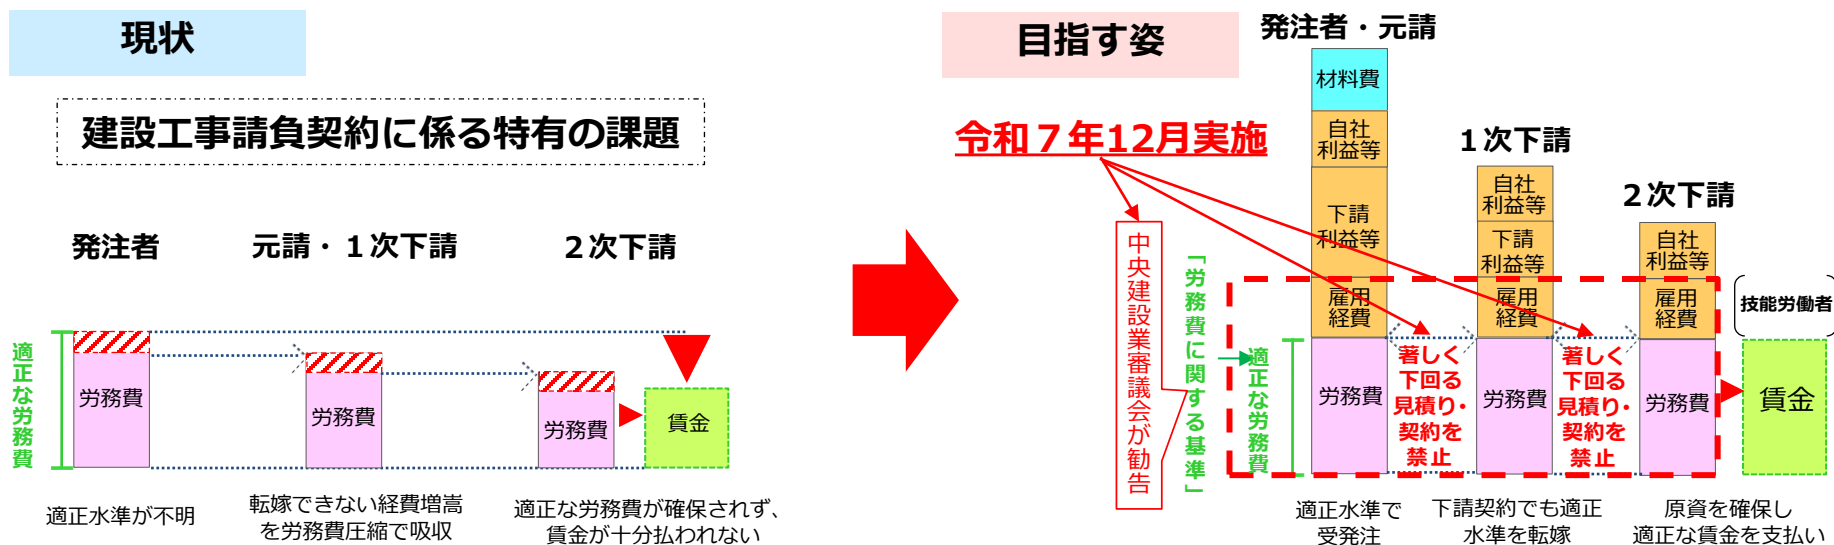 現状
建設工事請負契約に係る特有の課題
発注者
元請・１次下請
２次下請
適正な労務費
労務費
労務費
労務費
賃金
適正水準が不明
転嫁できない経費増嵩
を労務費圧縮で吸収
適正な労務費が確保されず、
賃金が十分払われない
目指す姿
令和７年12月実施
発注者・元請
１次下請
２次下請
中央建設業審議会が勧告
「労務費に関する基準」
適正な労務費
材料費
自社
利益等
下請
利益等
雇用
経費
労務費
著しく
下回る
見積り・
契約を
禁止
自社
利益等
下請
利益等
雇用
経費
労務費
著しく
下回る
見積り・
契約を
禁止
自社
利益等
雇用
経費
労務費
技能労働者
賃金
適正水準で
受発注
下請契約でも適正
水準を転嫁
原資を確保し
適正な賃金を支払い